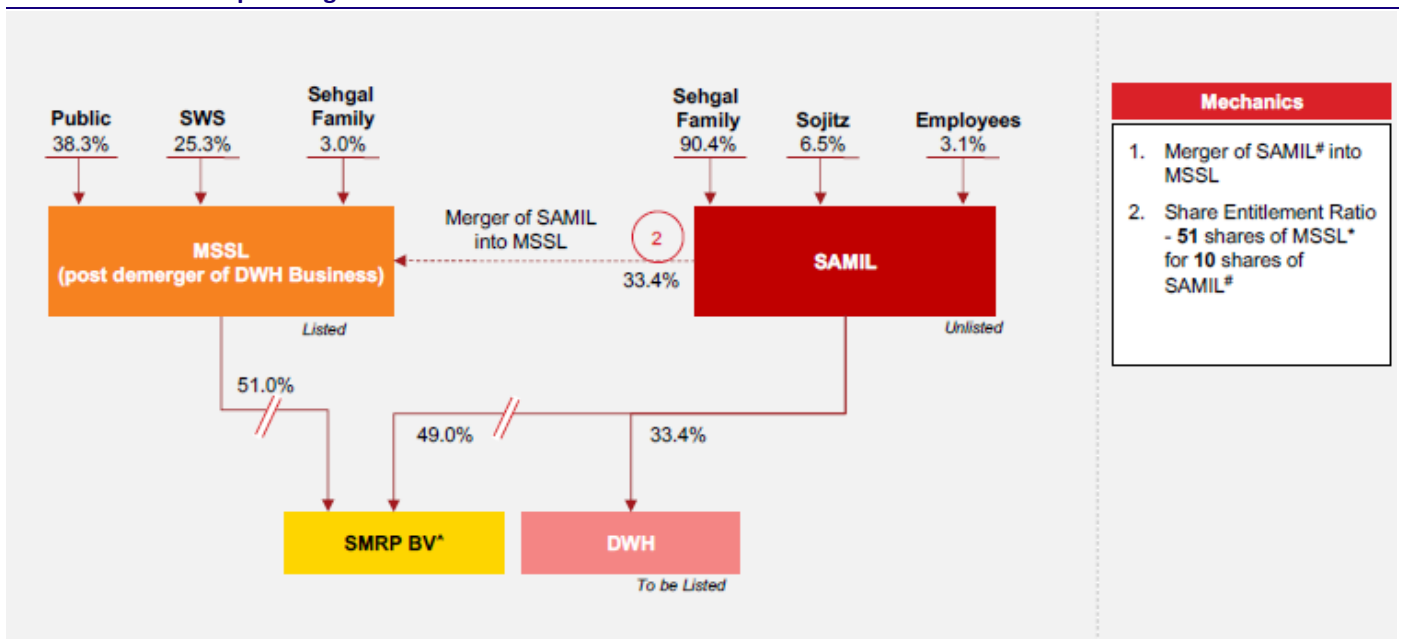 Public
38.3%
SWS
25.3%
Sehgal
Family
3.0%
Sehgal
Family
90.4%
Sojitz
6.5%
Employees
3.1%
MSSL
(post demerger of DWH Business)
Listed
Merger of SAMIL
into MSSL
2
33.4%
SAMIL
Unlisted
51.0%
49.0%
33.4%
SMRP BV^
DWH
To be Listed
Mechanics
1. Merger of SAMIL# into
MSSL
2. Share Entitlement Ratio
- 51 shares of MSSL*
for 10 shares of
SAMIL#